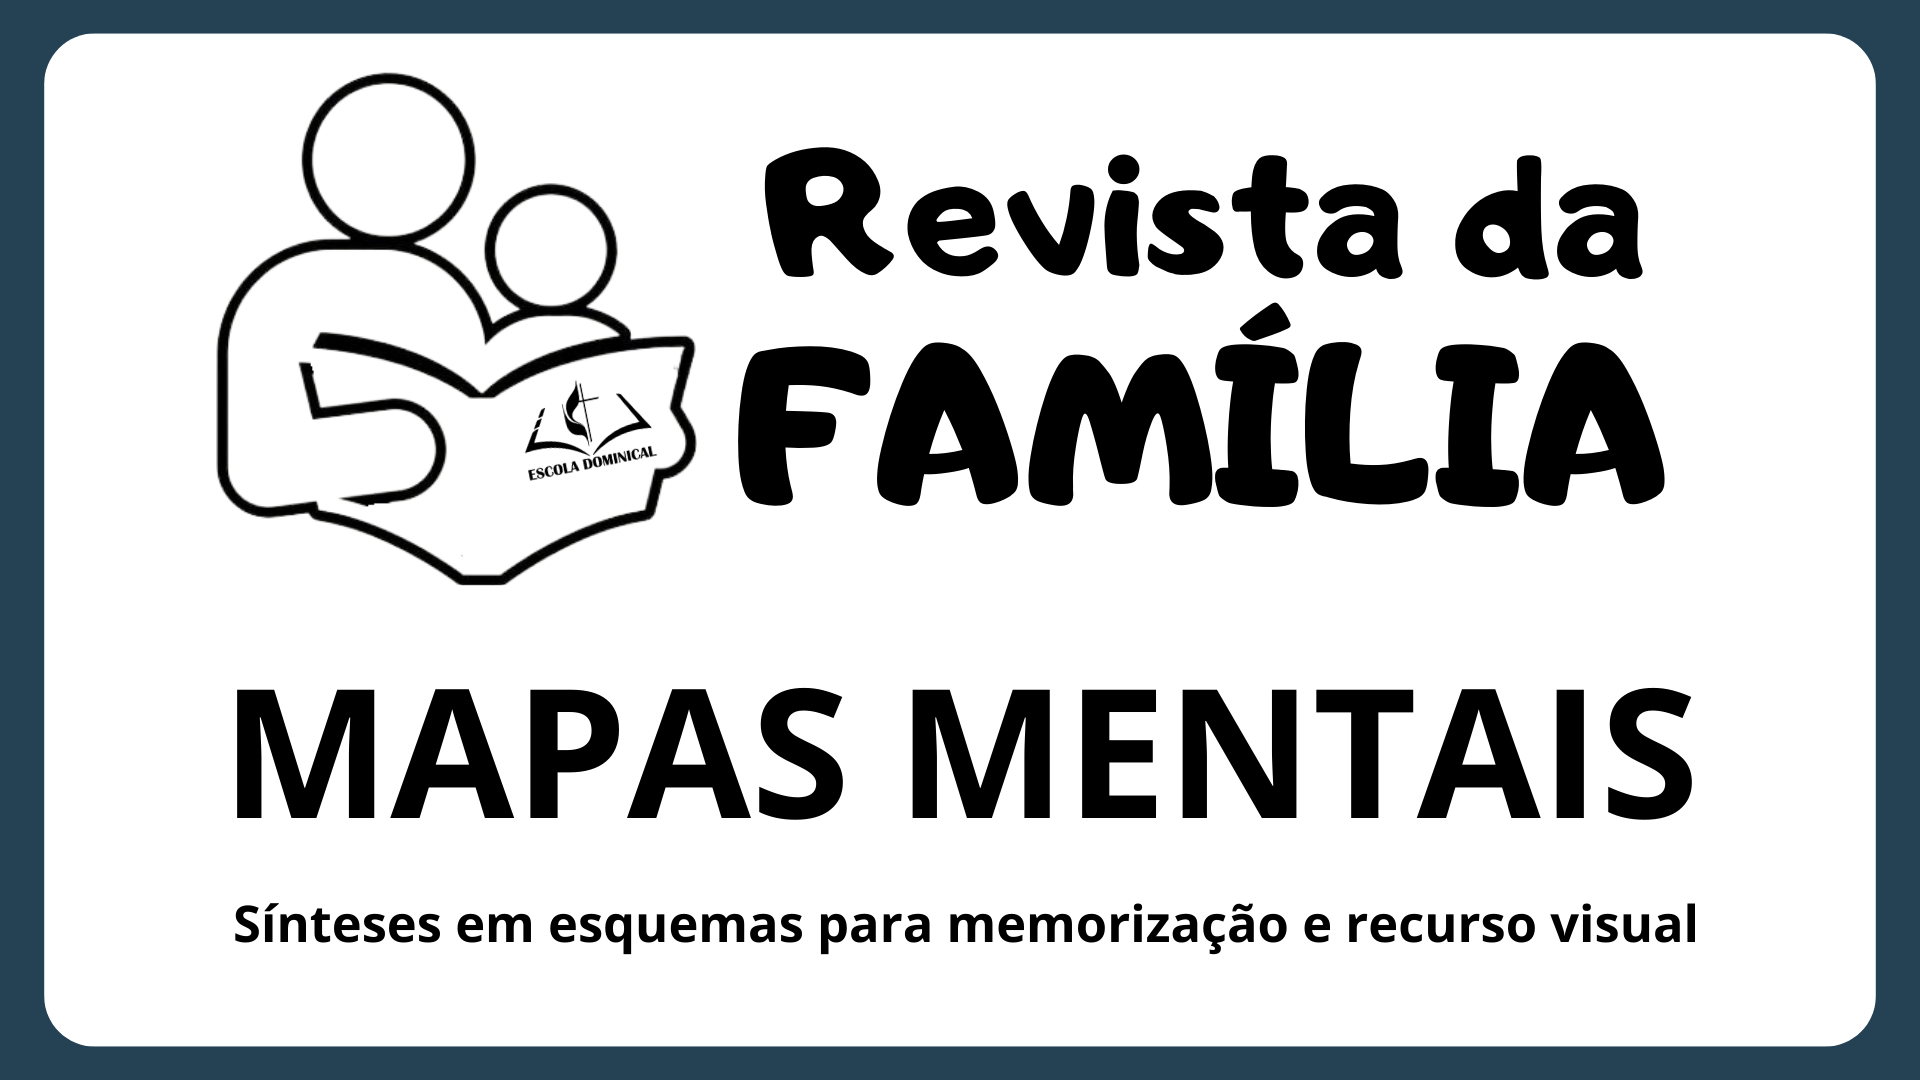 Revista da
FAMÍLIA
ESCOLA DOMINICAL
MAPAS MENTAIS
Sínteses em esquemas para memorização e recurso visual